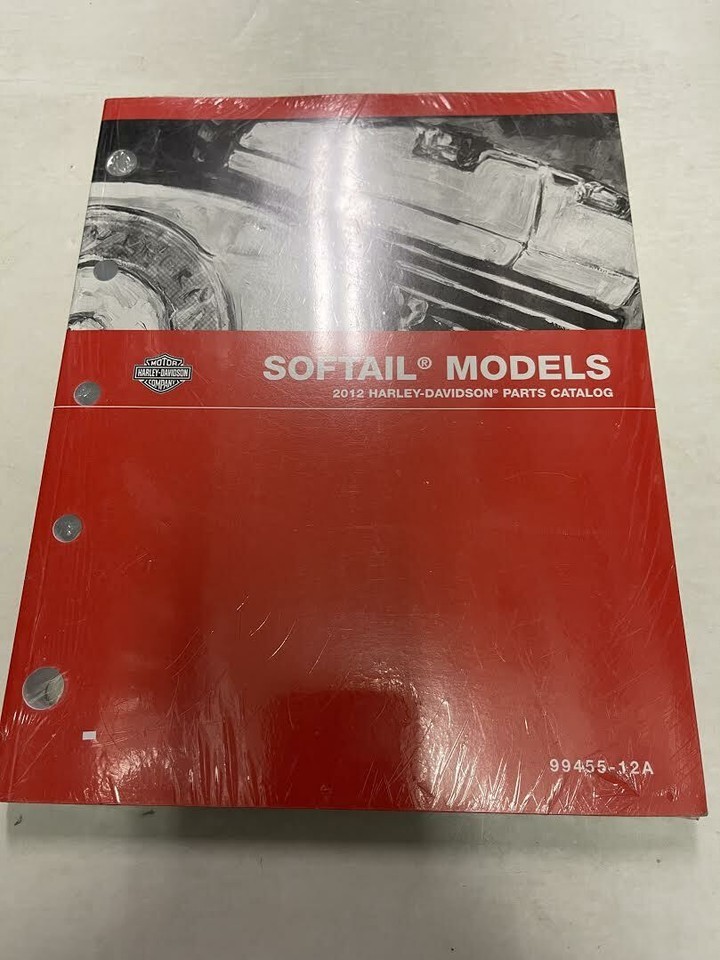 MOTOR
HARLEY-DAVIDSON
COMPANY
SOFTAIL® MODELS
2012 HARLEY-DAVIDSON® PARTS CATALOG
99455-12A